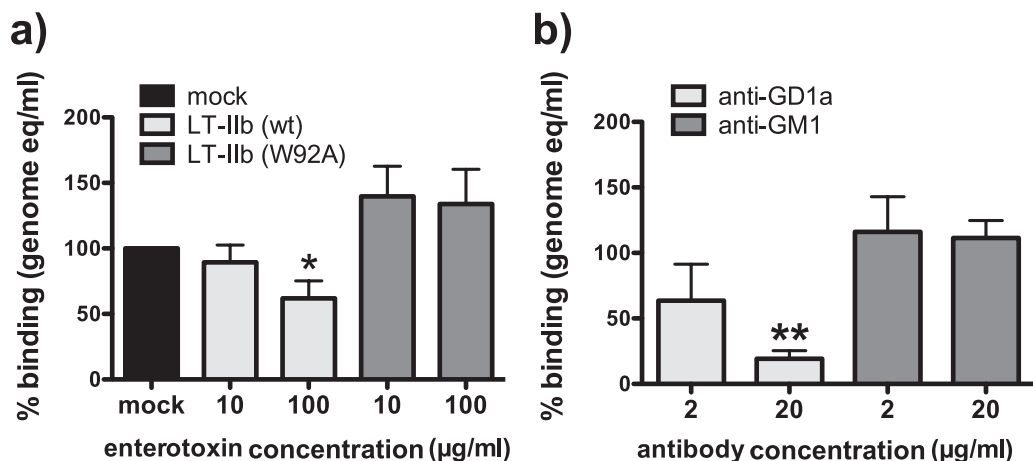 a)
% binding (genome eq/ml)
mock
LT-IIb (wt)
LT-IIb (W92A)
200
150
100
50
0
*
mock 10 100 10 100
enterotoxin concentration (µg/ml)
b)
% binding (genome eq/ml)
anti-GD1a
anti-GM1
200
150
100
50
0
**
2 20 2 20
antibody concentration (µg/ml)